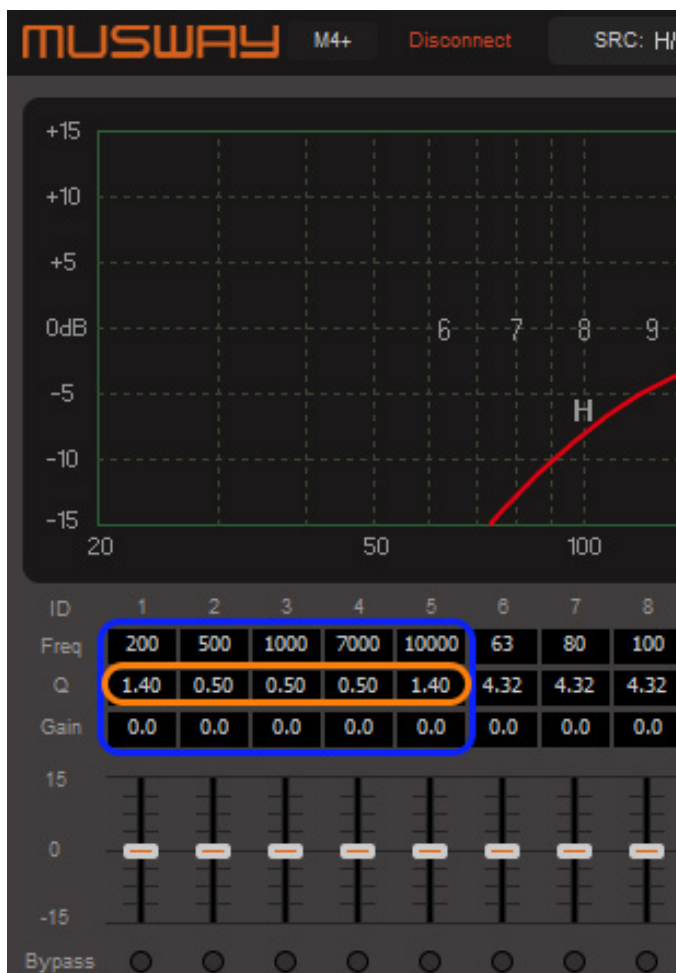 MUSWAY M4+ Disconnect SRC:
+15
+10
+5
0dB 6 7 8 9
-5
H
-10
-15
20 50 100
ID 1 2 3 4 5 6 7 8
Freq 200 500 1000 7000 10000 63 80 100
Q 1.40 0.50 0.50 0.50 1.40 4.32 4.32 4.32
Gain 0.0 0.0 0.0 0.0 0.0 0.0 0.0 0.0
15
0
-15
Bypass